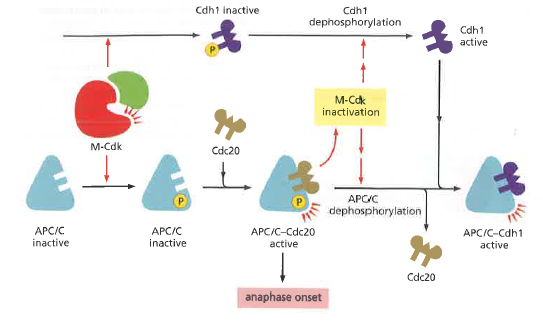 Cdh1 inactive
Cdh1
dephosphorylation
Cdh1
active
P
M-Cdk
inactivation
M-Cdk
Cdc20
P
P
APC/C
inactive
APC/C
inactive
APC/C–Cdc20
active
APC/C
dephosphorylation
APC/C–Cdh1
active
Cdc20
anaphase onset